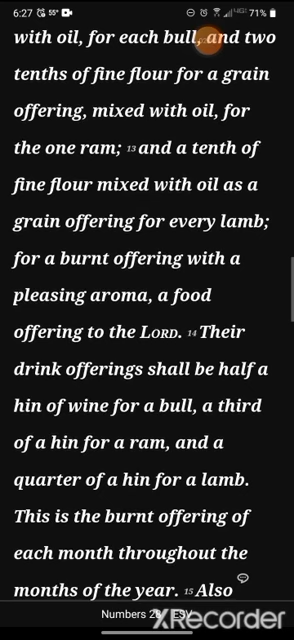 6:27 55° 4G 71%
with oil, for each bull, and two
tenths of fine flour for a grain
offering, mixed with oil, for
the one ram; 13 and a tenth of
fine flour mixed with oil as a
grain offering for every lamb;
for a burnt offering with a
pleasing aroma, a food
offering to the LORD. 14 Their
drink offerings shall be half a
hin of wine for a bull, a third
of a hin for a ram, and a
quarter of a hin for a lamb.
This is the burnt offering of
each month throughout the
months of the year. 15 Also
Numbers ESV
XRecorder